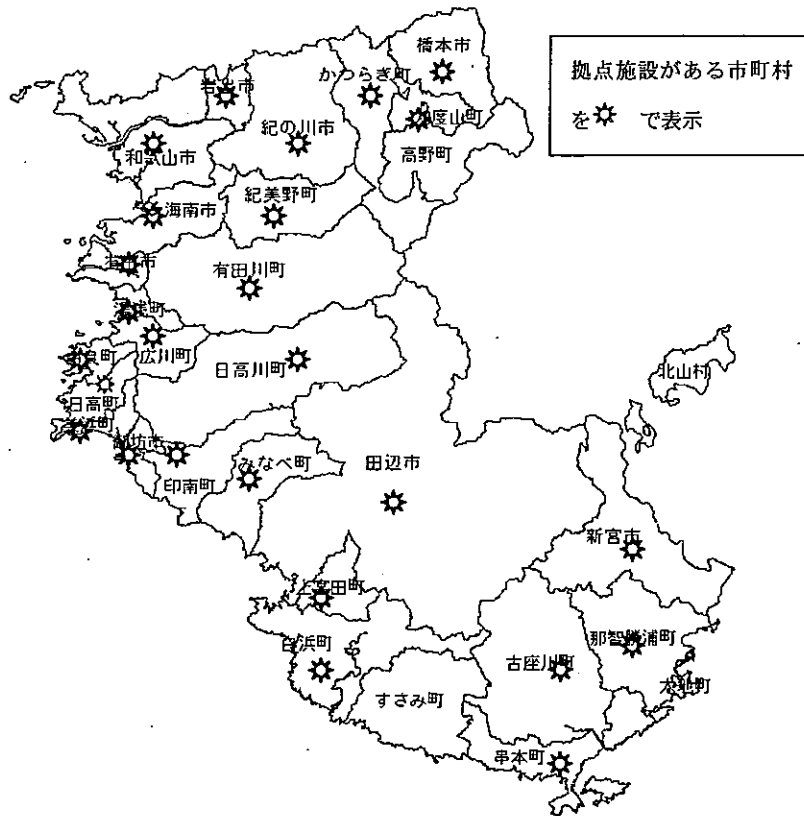 橋本市
拠点施設がある市町村
を で表示
かつらぎ町
岩出市
紀の川市
和歌山市
高野町
紀美野町
海南市
有田川町
広川町
日高川町
北山村
日高町
みなべ町
田辺市
印南町
新宮市
上富田町
那智勝浦町
白浜町
古座川町
すさみ町
串本町